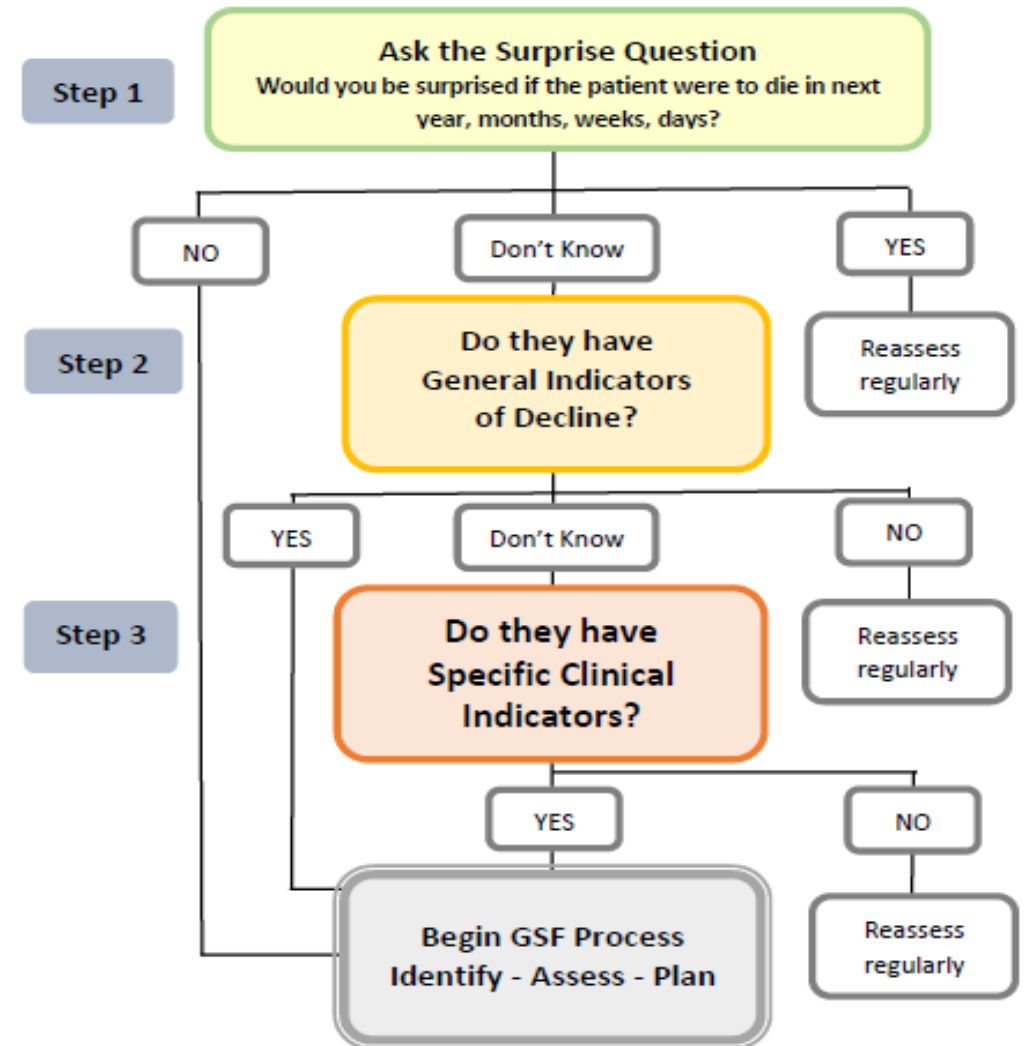 Ask the Surprise Question
Step 1
Would you be surprised if the patient were to die in next
year, months, weeks, days?
NO
Don't Know
YES
Step 2
Do they have
General Indicators
of Decline?
Reassess
regularly
YES
Don't Know
NO
Step 3
Do they have
Specific Clinical
Indicators?
Reassess
regularly
YES
NO
Begin GSF Process
Identify - Assess - Plan
Reassess
regularly